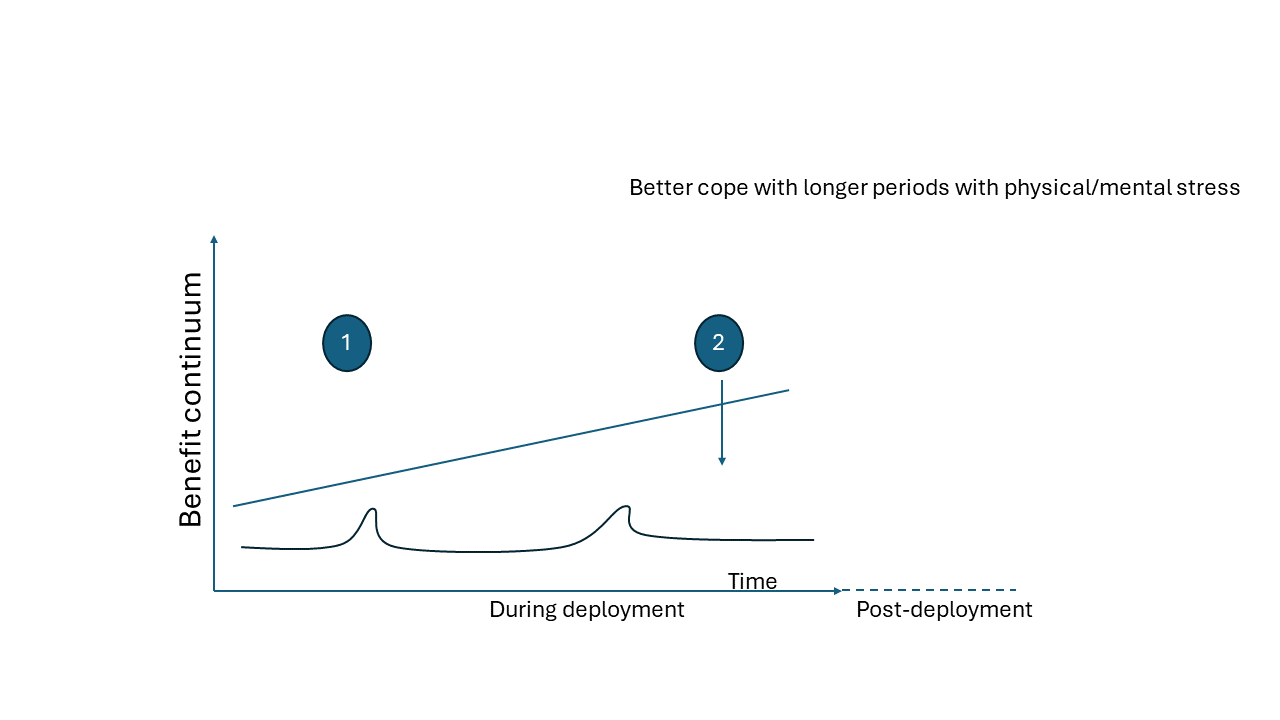 Better cope with longer periods with physical/mental stress
Benefit continuum
1
2
Time
During deployment
Post-deployment